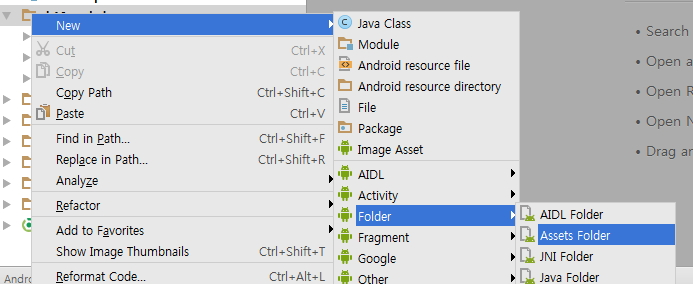 New
Cut Ctrl+X
Copy Ctrl+C
Copy Path Ctrl+Shift+C
Paste Ctrl+V
Find in Path... Ctrl+Shift+F
Replace in Path... Ctrl+Shift+R
Analyze
Refactor
Add to Favorites
Show Image Thumbnails Ctrl+Shift+T
Reformat Code... Ctrl+Alt+L
Java Class
Module
Android resource file
Android resource directory
File
Package
Image Asset
AIDL
Activity
Folder
Fragment
Google
Other
AIDL Folder
Assets Folder
JNI Folder
Java Folder
• Search
• Open a
• Open R
• Open N
• Drag an
Andro